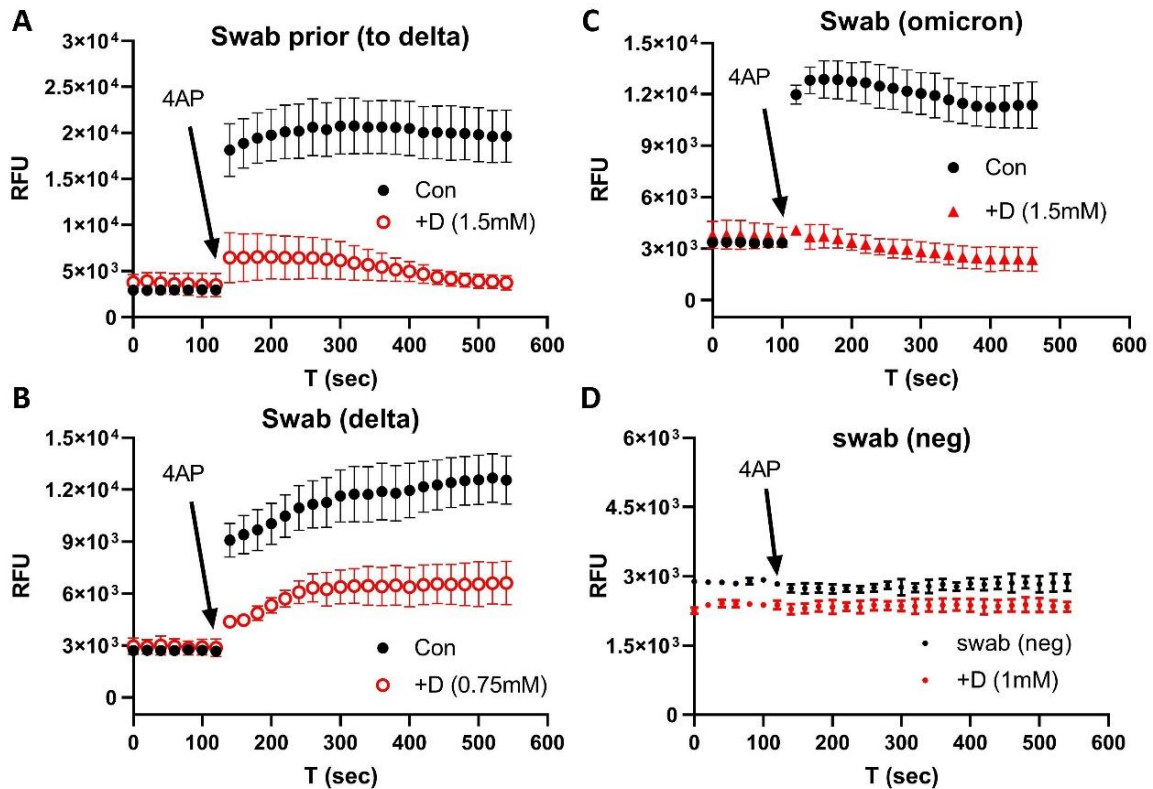 A
Swab prior (to delta)
3×10⁴
2.5×10⁴
2×10⁴
1.5×10⁴
1×10⁴
5×10³
0
RFU
4AP
Con
+D (1.5mM)
0 100 200 300 400 500 600
T (sec)
B
Swab (delta)
1.5×10⁴
1.2×10⁴
9×10³
6×10³
3×10³
0
RFU
4AP
Con
+D (0.75mM)
0 100 200 300 400 500 600
T (sec)
C
Swab (omicron)
1.5×10⁴
1.2×10⁴
9×10³
6×10³
3×10³
0
RFU
4AP
Con
+D (1.5mM)
0 100 200 300 400 500 600
T (sec)
D
swab (neg)
6×10³
4.5×10³
3×10³
1.5×10³
0
RFU
4AP
swab (neg)
+D (1mM)
0 100 200 300 400 500 600
T (sec)